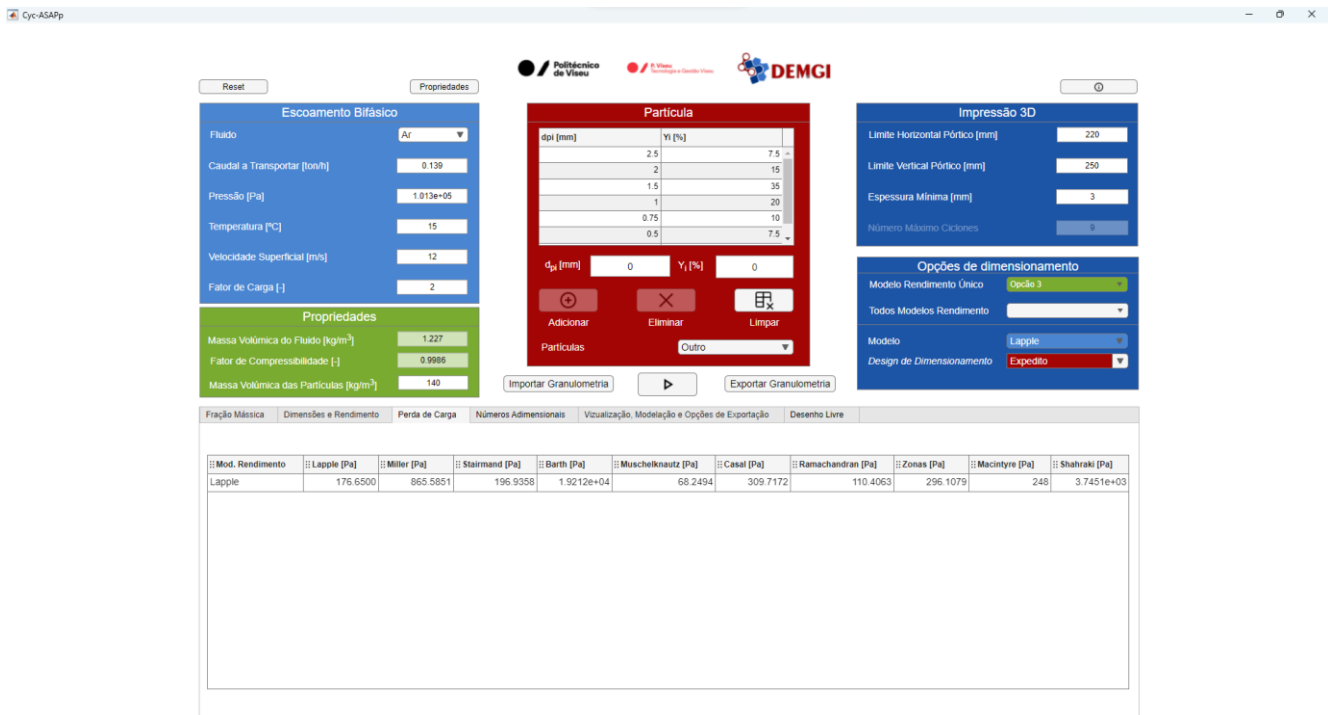 Cyc-ASAPp
Politécnico
de Viseu
DEMGI
Reset
Propriedades
Escoamento Bifásico
Fluido
Ar
Caudal a Transportar [ton/h]
0.139
Pressão [Pa]
1.013e+05
Temperatura [ºC]
15
Velocidade Superficial [m/s]
12
Fator de Carga [-]
2
Propriedades
Massa Volúmica do Fluido [kg/m³]
1.227
Fator de Compressibilidade [-]
0.9986
Massa Volúmica das Partículas [kg/m³]
140
Partícula
dpi [mm] Yi [%]
2.5 7.5
2 15
1.5 35
1 20
0.75 10
0.5 7.5
dpi [mm] 0 Yi [%] 0
Adicionar Eliminar Limpar
Partículas Outro
Importar Granulometria Exportar Granulometria
Impressão 3D
Limite Horizontal Pórtico [mm]
220
Limite Vertical Pórtico [mm]
250
Espessura Mínima [mm]
3
Número Máximo Ciclones
9
Opções de dimensionamento
Modelo Rendimento Único
Opcão 3
Todos Modelos Rendimento
Modelo
Lapple
Design de Dimensionamento
Expedito
Fração Mássica Dimensões e Rendimento Perda de Carga Números Adimensionais Vizualização, Modelação e Opções de Exportação Desenho Livre
Mod. Rendimento Lapple [Pa] Miller [Pa] Stairmand [Pa] Barth [Pa] Muschelknautz [Pa] Casal [Pa] Ramachandran [Pa] Zonas [Pa] Macintyre [Pa] Shahraki [Pa]
Lapple 176.6500 865.5851 196.9358 1.9212e+04 68.2494 309.7172 110.4063 296.1079 248 3.7451e+03